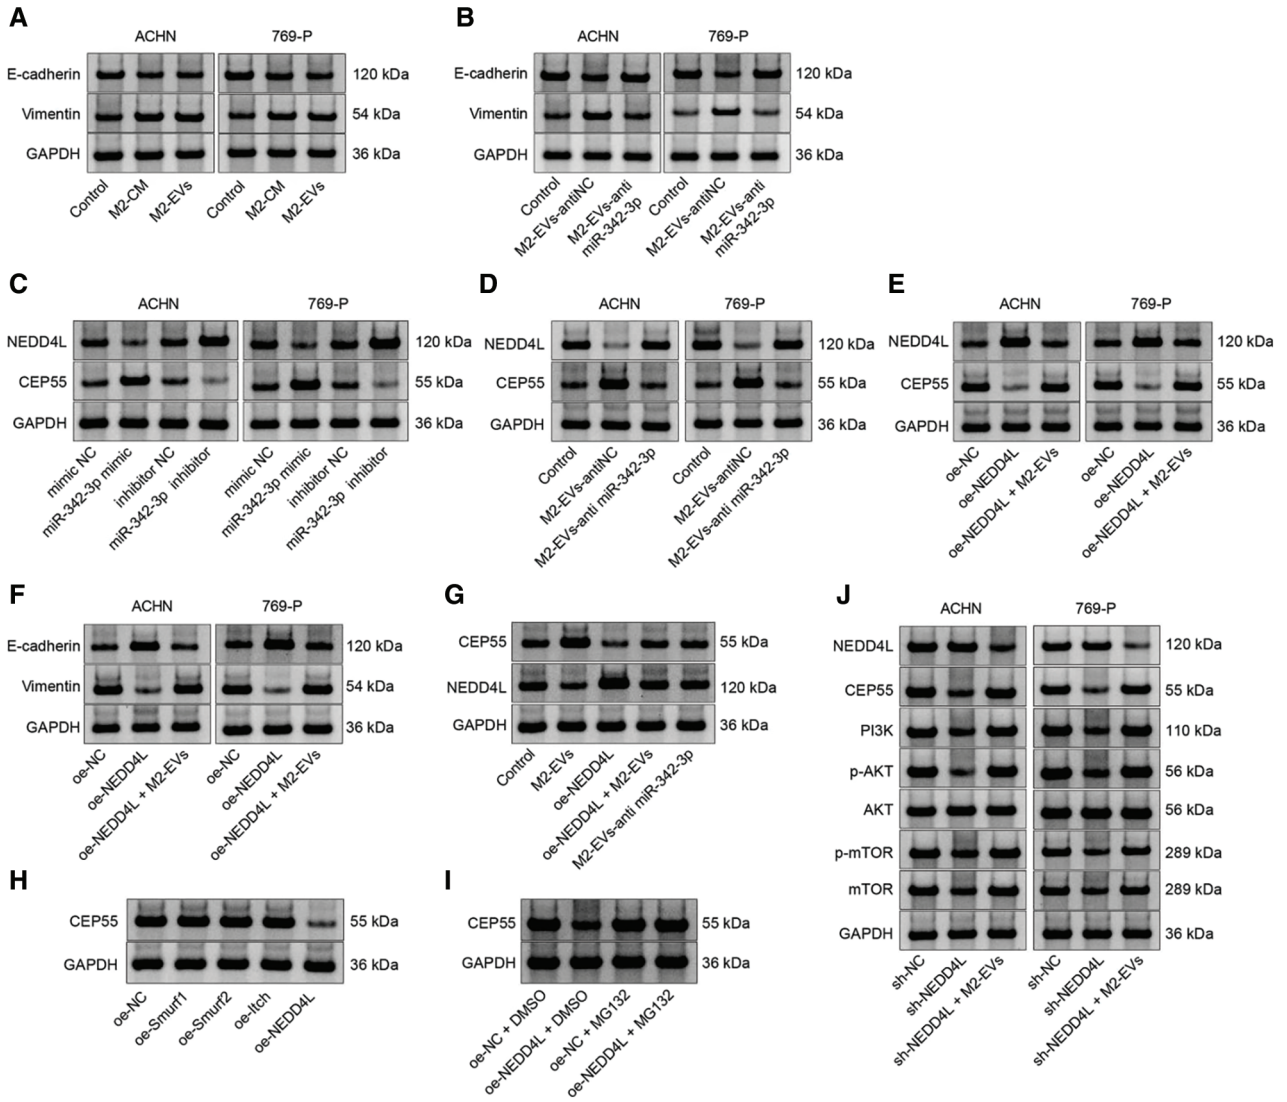 A
ACHN
769-P
E-cadherin
120 kDa
Vimentin
54 kDa
GAPDH
36 kDa
Control
M2-CM
M2-EVs
Control
M2-CM
M2-EVs
B
ACHN
769-P
E-cadherin
120 kDa
Vimentin
54 kDa
GAPDH
36 kDa
Control
M2-EVs-antiNC
M2-EVs-anti
miR-342-3p
Control
M2-EVs-antiNC
M2-EVs-anti
miR-342-3p
C
ACHN
769-P
NEDD4L
120 kDa
CEP55
55 kDa
GAPDH
36 kDa
mimic NC
miR-342-3p mimic
inhibitor NC
miR-342-3p inhibitor
mimic NC
miR-342-3p mimic
inhibitor NC
miR-342-3p inhibitor
D
ACHN
769-P
NEDD4L
120 kDa
CEP55
55 kDa
GAPDH
36 kDa
Control
M2-EVs-antiNC
M2-EVs-anti miR-342-3p
Control
M2-EVs-antiNC
M2-EVs-anti miR-342-3p
E
ACHN
769-P
NEDD4L
120 kDa
CEP55
55 kDa
GAPDH
36 kDa
oe-NC
oe-NEDD4L
oe-NEDD4L + M2-EVs
oe-NC
oe-NEDD4L
oe-NEDD4L + M2-EVs
F
ACHN
769-P
E-cadherin
120 kDa
Vimentin
54 kDa
GAPDH
36 kDa
oe-NC
oe-NEDD4L
oe-NEDD4L + M2-EVs
oe-NC
oe-NEDD4L
oe-NEDD4L + M2-EVs
G
CEP55
55 kDa
NEDD4L
120 kDa
GAPDH
36 kDa
Control
M2-EVs
oe-NEDD4L
oe-NEDD4L + M2-EVs
M2-EVs-anti miR-342-3p
J
ACHN
769-P
NEDD4L
120 kDa
CEP55
55 kDa
PI3K
110 kDa
p-AKT
56 kDa
AKT
56 kDa
p-mTOR
289 kDa
mTOR
289 kDa
GAPDH
36 kDa
sh-NC
sh-NEDD4L
sh-NEDD4L + M2-EVs
sh-NC
sh-NEDD4L
sh-NEDD4L + M2-EVs
H
CEP55
55 kDa
GAPDH
36 kDa
oe-NC
oe-Smurf1
oe-Smurf2
oe-Itch
oe-NEDD4L
I
CEP55
55 kDa
GAPDH
36 kDa
oe-NC + DMSO
oe-NEDD4L + DMSO
oe-NC + MG132
oe-NEDD4L + MG132